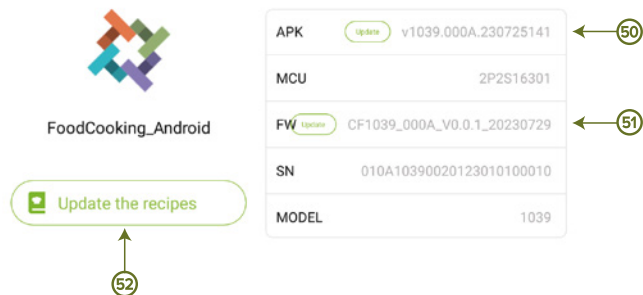 APK Update v1039.000A.230725141 50
MCU 2P2S16301
FW Update CF1039_000A_V0.0.1_20230729 51
SN 010A10390020123010100010
MODEL 1039
FoodCooking_Android
Update the recipes
52